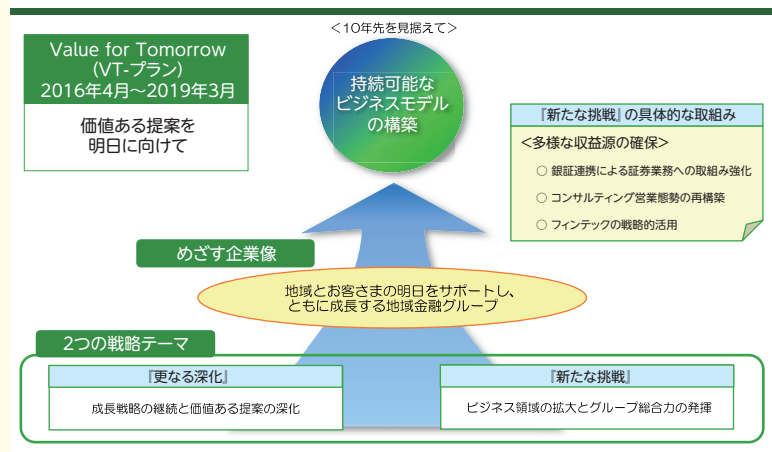 <10年先を見据えて>
Value for Tomorrow
(VT-プラン)
2016年4月~2019年3月
価値ある提案を
明日に向けて
持続可能な
ビジネスモデル
の構築
『新たな挑戦』の具体的な取組み
<多様な収益源の確保>
○ 銀証連携による証券業務への取組み強化
○ コンサルティング営業態勢の再構築
○ フィンテックの戦略的活用
めざす企業像
地域とお客さまの明日をサポートし、
ともに成長する地域金融グループ
2つの戦略テーマ
『更なる深化』
成長戦略の継続と価値ある提案の深化
『新たな挑戦』
ビジネス領域の拡大とグループ総合力の発揮